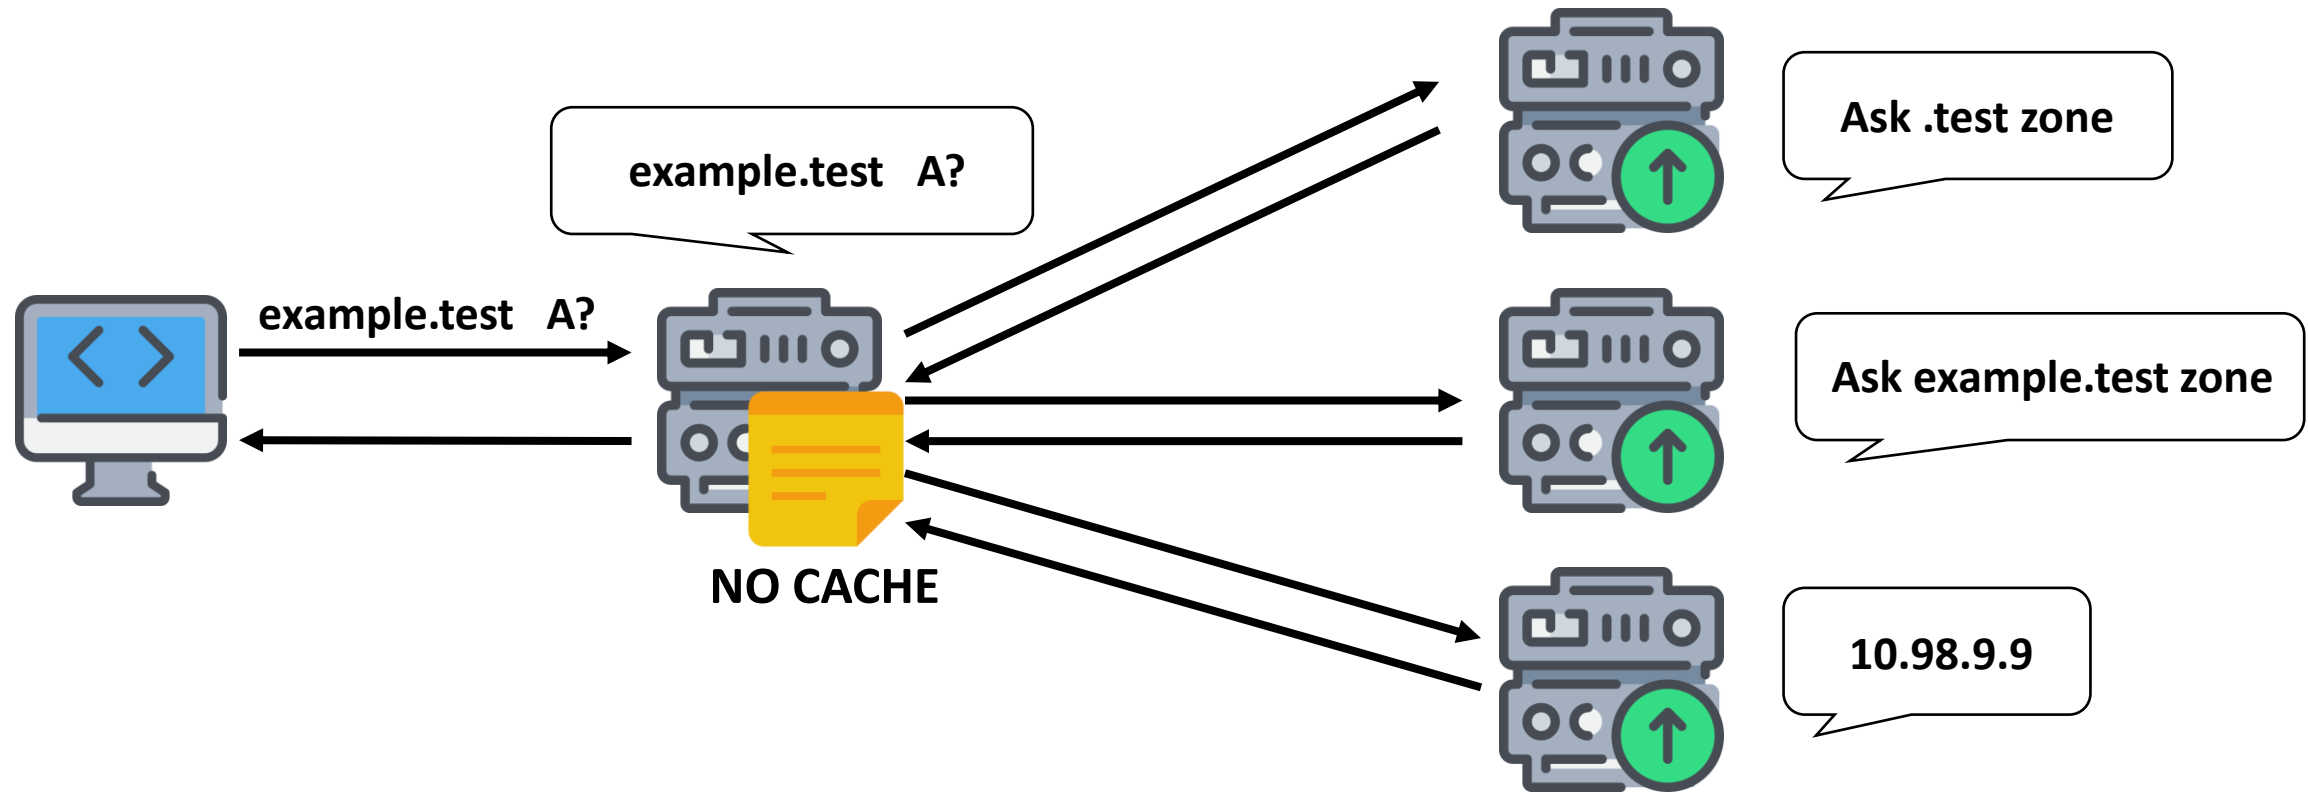 Ask .test zone
example.test A?
example.test A?
Ask example.test zone
NO CACHE
10.98.9.9